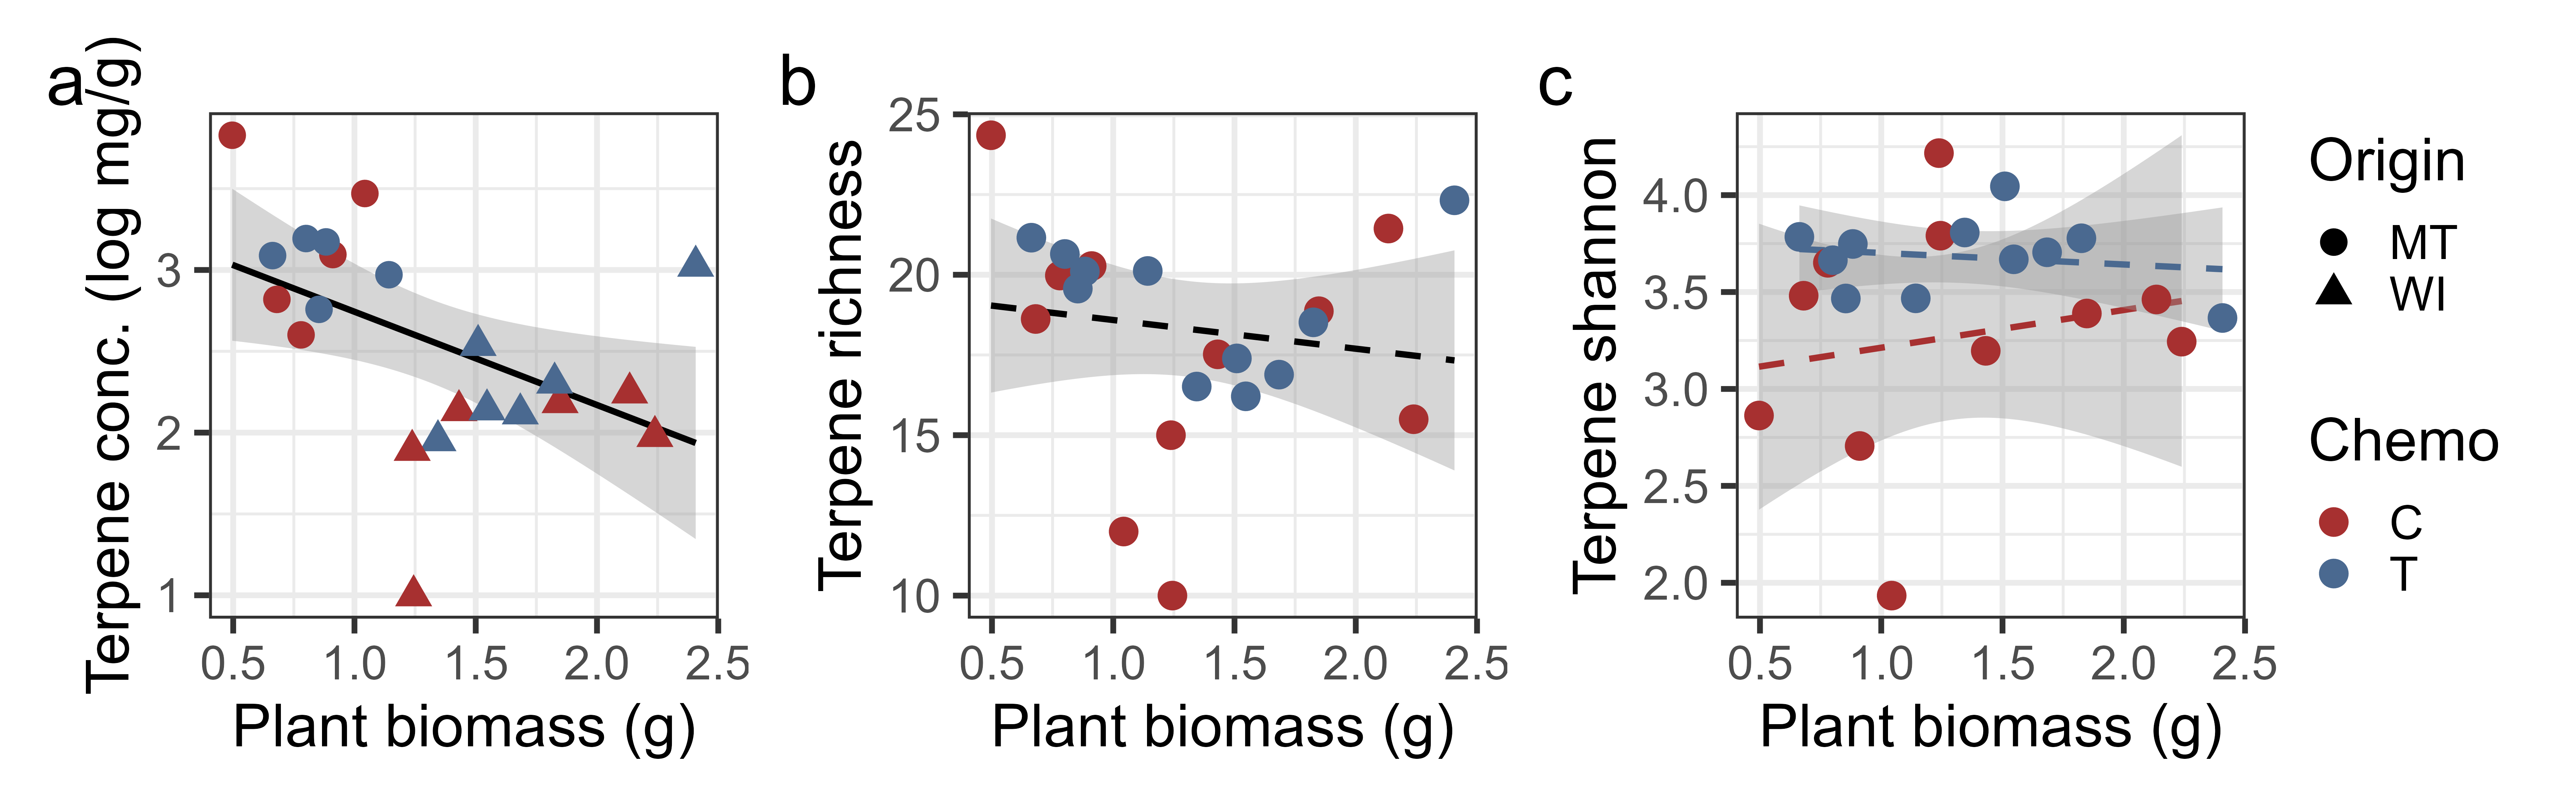 a
Terpene conc. (log mg/g)
3
2
1
0.5 1.0 1.5 2.0 2.5
Plant biomass (g)
b
Terpene richness
25
20
15
10
0.5 1.0 1.5 2.0 2.5
Plant biomass (g)
c
Terpene shannon
4.0
3.5
3.0
2.5
2.0
0.5 1.0 1.5 2.0 2.5
Plant biomass (g)
Origin
MT
WI
Chemo
C
T